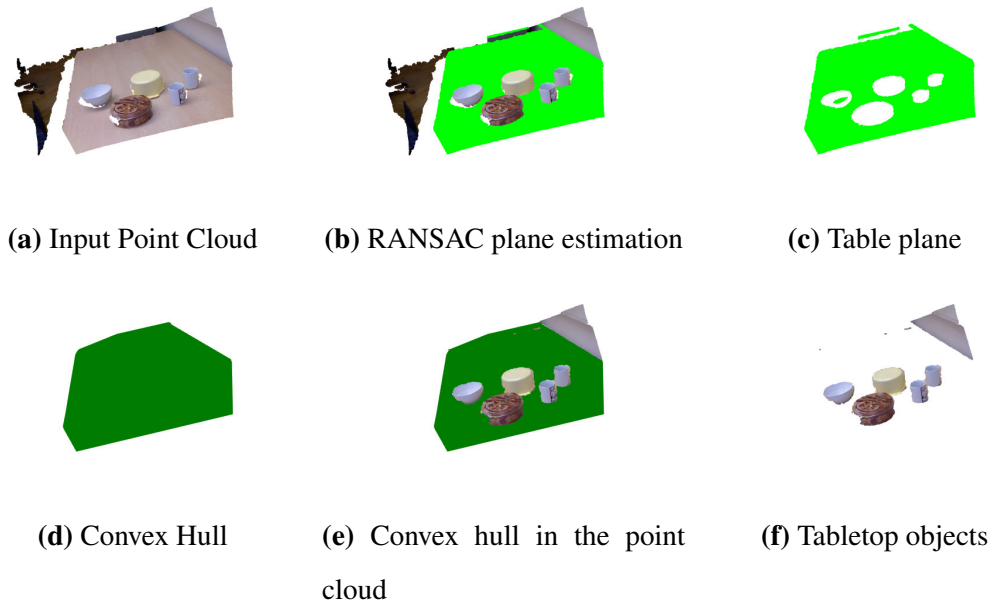 (a) Input Point Cloud
(b) RANSAC plane estimation
(c) Table plane
(d) Convex Hull
(e) Convex hull in the point
cloud
(f) Tabletop objects